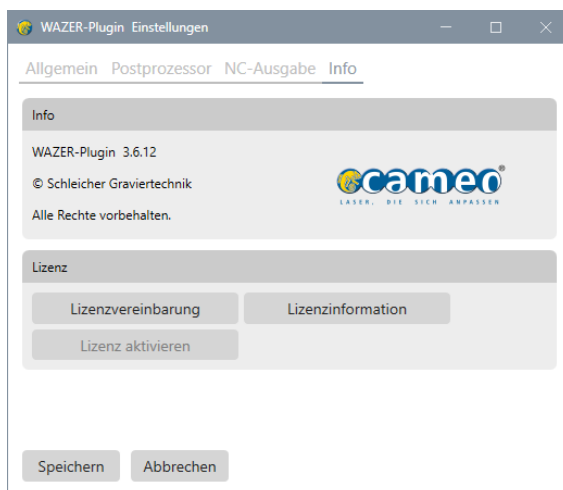 WAZER-Plugin Einstellungen
Allgemein Postprozessor NC-Ausgabe Info
Info
WAZER-Plugin 3.6.12
© Schleicher Graviertechnik
Alle Rechte vorbehalten.
cameo®
LASER, DIE SICH ANPASSEN
Lizenz
Lizenzvereinbarung Lizenzinformation
Lizenz aktivieren
Speichern Abbrechen